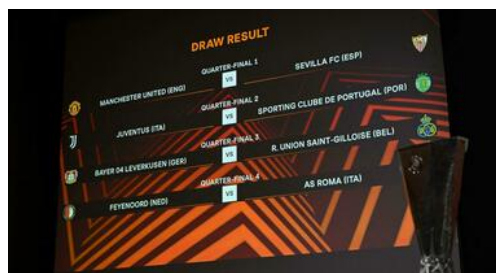 DRAW RESULT
QUARTER-FINAL 1
MANCHESTER UNITED (ENG) VS SEVILLA FC (ESP)
QUARTER-FINAL 2
JUVENTUS (ITA) VS SPORTING CLUBE DE PORTUGAL (POR)
QUARTER-FINAL 3
BAYER 04 LEVERKUSEN (GER) VS R. UNION SAINT-GILLOISE (BEL)
QUARTER-FINAL 4
FEYENOORD (NED) VS AS ROMA (ITA)